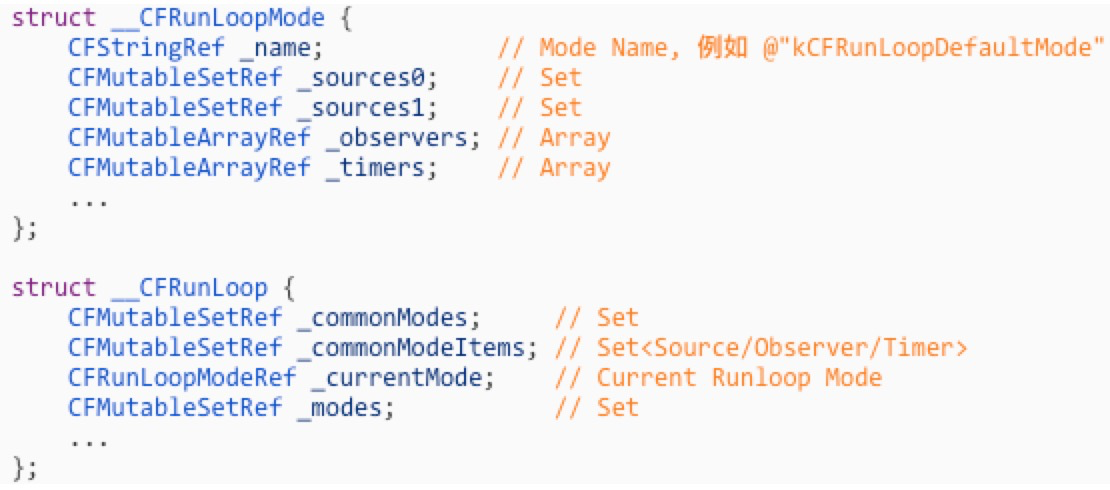 struct __CFRunLoopMode {
    CFStringRef _name;            // Mode Name, 例如 @"kCFRunLoopDefaultMode"
    CFMutableSetRef _sources0;    // Set
    CFMutableSetRef _sources1;    // Set
    CFMutableArrayRef _observers; // Array
    CFMutableArrayRef _timers;    // Array
    ...
};

struct __CFRunLoop {
    CFMutableSetRef _commonModes;     // Set
    CFMutableSetRef _commonModeItems; // Set<Source/Observer/Timer>
    CFRunLoopModeRef _currentMode;    // Current Runloop Mode
    CFMutableSetRef _modes;           // Set
    ...
};